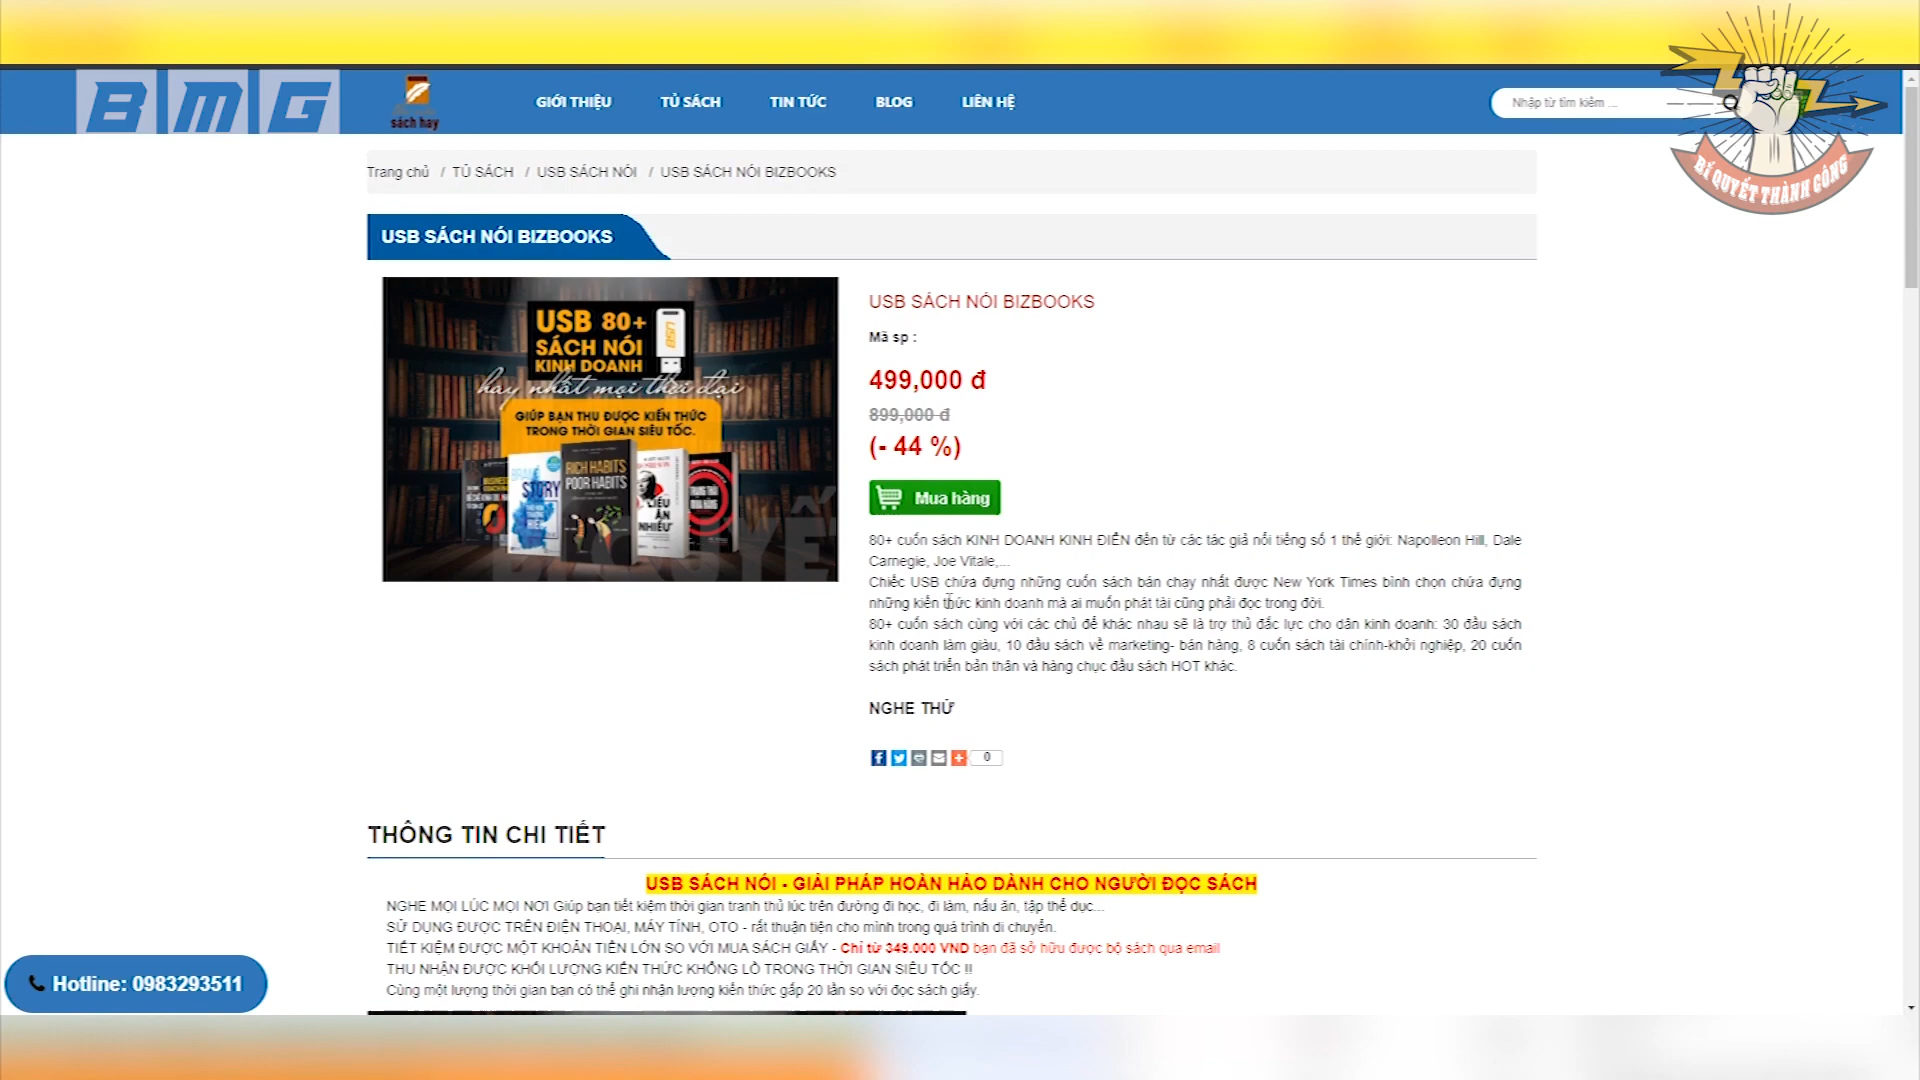 BMG
sách hay
GIỚI THIỆU
TỦ SÁCH
TIN TỨC
BLOG
LIÊN HỆ
Nhập từ tìm kiếm ...
BÍ QUYẾT THÀNH CÔNG
Trang chủ / TỦ SÁCH / USB SÁCH NÓI / USB SÁCH NÓI BIZBOOKS
USB SÁCH NÓI BIZBOOKS
USB 80+
SÁCH NÓI
KINH DOANH
USB
hay nhất mọi thời đại
GIÚP BẠN THU ĐƯỢC KIẾN THỨC
TRONG THỜI GIAN SIÊU TỐC.
STORY
RICH HABITS
POOR HABITS
LIỀU
ĂN
NHIỀU
USB SÁCH NÓI BIZBOOKS
Mã sp :
499,000 đ
899,000 đ
(- 44 %)
Mua hàng
80+ cuốn sách KINH DOANH KINH ĐIỂN đến từ các tác giả nổi tiếng số 1 thế giới: Napolleon Hill, Dale
Carnegie, Joe Vitale,...
Chiếc USB chứa đựng những cuốn sách bán chạy nhất được New York Times bình chọn chứa đựng
những kiến thức kinh doanh mà ai muốn phát tài cũng phải đọc trong đời.
80+ cuốn sách cùng với các chủ đề khác nhau sẽ là trợ thủ đắc lực cho dân kinh doanh: 30 đầu sách
kinh doanh làm giàu, 10 đầu sách về marketing- bán hàng, 8 cuốn sách tài chính-khởi nghiệp, 20 cuốn
sách phát triển bản thân và hàng chục đầu sách HOT khác.
NGHE THỬ
0
THÔNG TIN CHI TIẾT
USB SÁCH NÓI - GIẢI PHÁP HOÀN HẢO DÀNH CHO NGƯỜI ĐỌC SÁCH
NGHE MỌI LÚC MỌI NƠI Giúp bạn tiết kiệm thời gian tranh thủ lúc trên đường đi học, đi làm, nấu ăn, tập thể dục...
SỬ DỤNG ĐƯỢC TRÊN ĐIỆN THOẠI, MÁY TÍNH, OTO - rất thuận tiện cho mình trong quá trình di chuyển.
TIẾT KIỆM ĐƯỢC MỘT KHOẢN TIỀN LỚN SO VỚI MUA SÁCH GIẤY - Chỉ từ 349.000 VND bạn đã sở hữu được bộ sách qua email
THU NHẬN ĐƯỢC KHỐI LƯỢNG KIẾN THỨC KHỔNG LỒ TRONG THỜI GIAN SIÊU TỐC !!
Cùng một lượng thời gian bạn có thể ghi nhận lượng kiến thức gấp 20 lần so với đọc sách giấy.
Hotline: 0983293511